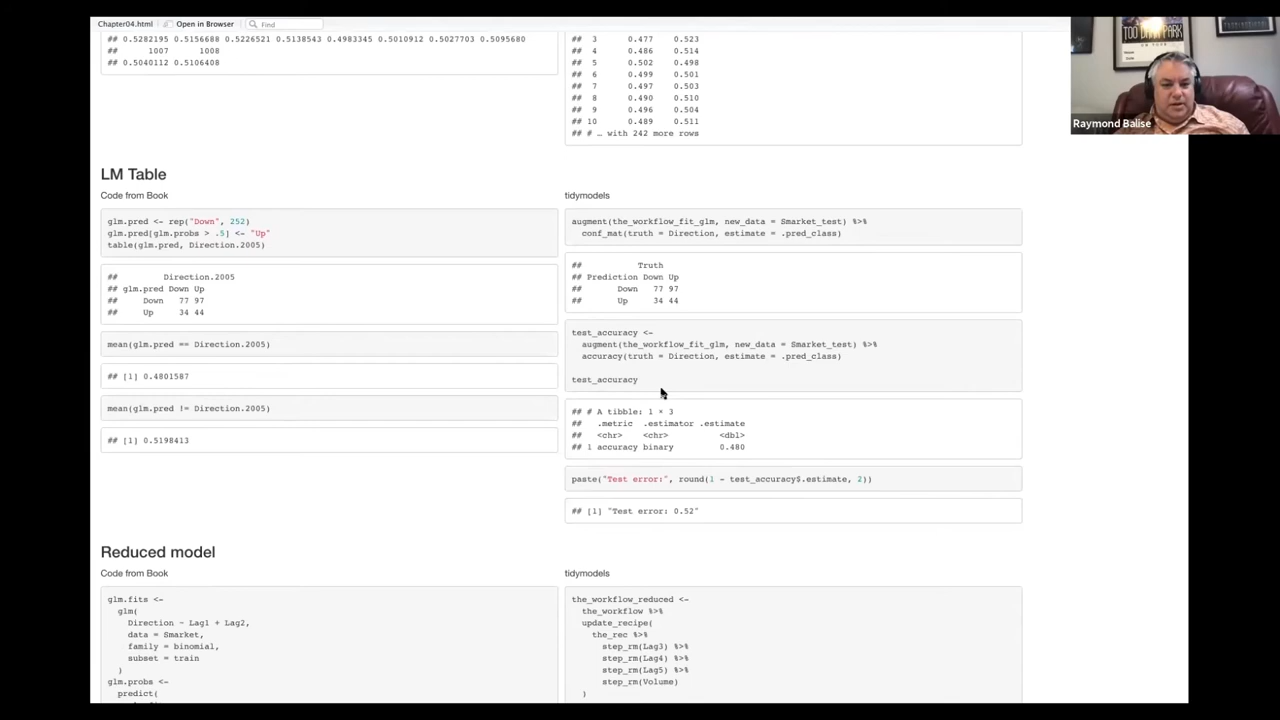 Chapter04.html Open in Browser Find
## 0.5282195 0.5156688 0.5226521 0.5138543 0.4983345 0.5010912 0.5027703 0.5095680
## 1007 1008
## 0.5040112 0.5106408
## 3 0.477 0.523
## 4 0.486 0.514
## 5 0.502 0.498
## 6 0.499 0.501
## 7 0.497 0.503
## 8 0.490 0.510
## 9 0.496 0.504
## 10 0.489 0.511
## # … with 242 more rows
TOO DARK PARK
Raymond Balise
LM Table
Code from Book
glm.pred <- rep("Down", 252)
glm.pred[glm.probs > .5] <- "Up"
table(glm.pred, Direction.2005)
## Direction.2005
## glm.pred Down Up
## Down 77 97
## Up 34 44
mean(glm.pred == Direction.2005)
## [1] 0.4801587
mean(glm.pred != Direction.2005)
## [1] 0.5198413
tidymodels
augment(the_workflow_fit_glm, new_data = Smarket_test) %>%
conf_mat(truth = Direction, estimate = .pred_class)
## Truth
## Prediction Down Up
## Down 77 97
## Up 34 44
test_accuracy <-
augment(the_workflow_fit_glm, new_data = Smarket_test) %>%
accuracy(truth = Direction, estimate = .pred_class)
test_accuracy
## # A tibble: 1 × 3
## .metric .estimator .estimate
## <chr> <chr> <dbl>
## 1 accuracy binary 0.480
paste("Test error:", round(1 - test_accuracy$.estimate, 2))
## [1] "Test error: 0.52"
Reduced model
Code from Book
glm.fits <-
glm(
Direction ~ Lag1 + Lag2,
data = Smarket,
family = binomial,
subset = train
)
glm.probs <-
predict(
tidymodels
the_workflow_reduced <-
the_workflow %>%
update_recipe(
the_rec %>%
step_rm(Lag3) %>%
step_rm(Lag4) %>%
step_rm(Lag5) %>%
step_rm(Volume)
)